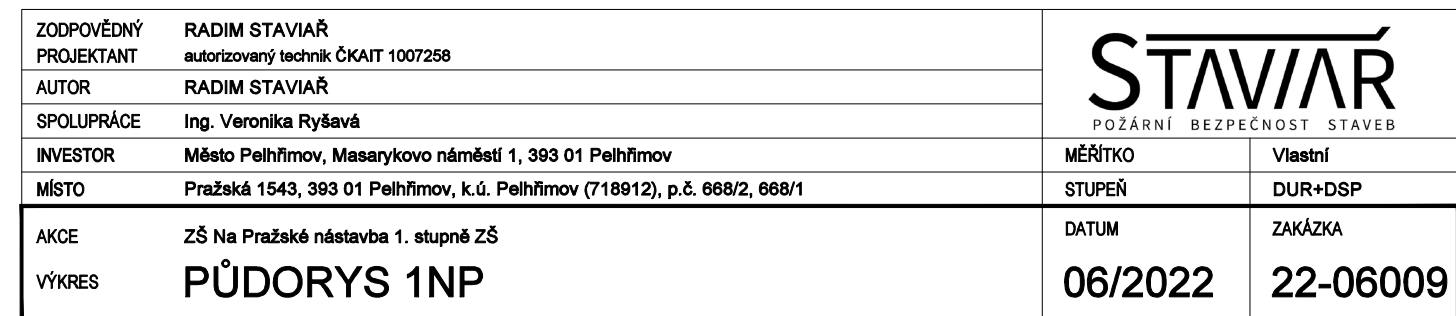 ZODPOVĚDNÝ PROJEKTANT RADIM STAVIAŘ
autorizovaný technik ČKAIT 1007258
AUTOR RADIM STAVIAŘ
SPOLUPRÁCE Ing. Veronika Ryšavá
STAVIAŘ
POŽÁRNÍ BEZPEČNOST STAVEB
INVESTOR Město Pelhřimov, Masarykovo náměstí 1, 393 01 Pelhřimov
MĚŘÍTKO Vlastní
MÍSTO Pražská 1543, 393 01 Pelhřimov, k.ú. Pelhřimov (718912), p.č. 668/2, 668/1
STUPEŇ DUR+DSP
AKCE ZŠ Na Pražské nástavba 1. stupně ZŠ
VÝKRES PŮDORYS 1NP
DATUM ZAKÁZKA
06/2022 22-06009